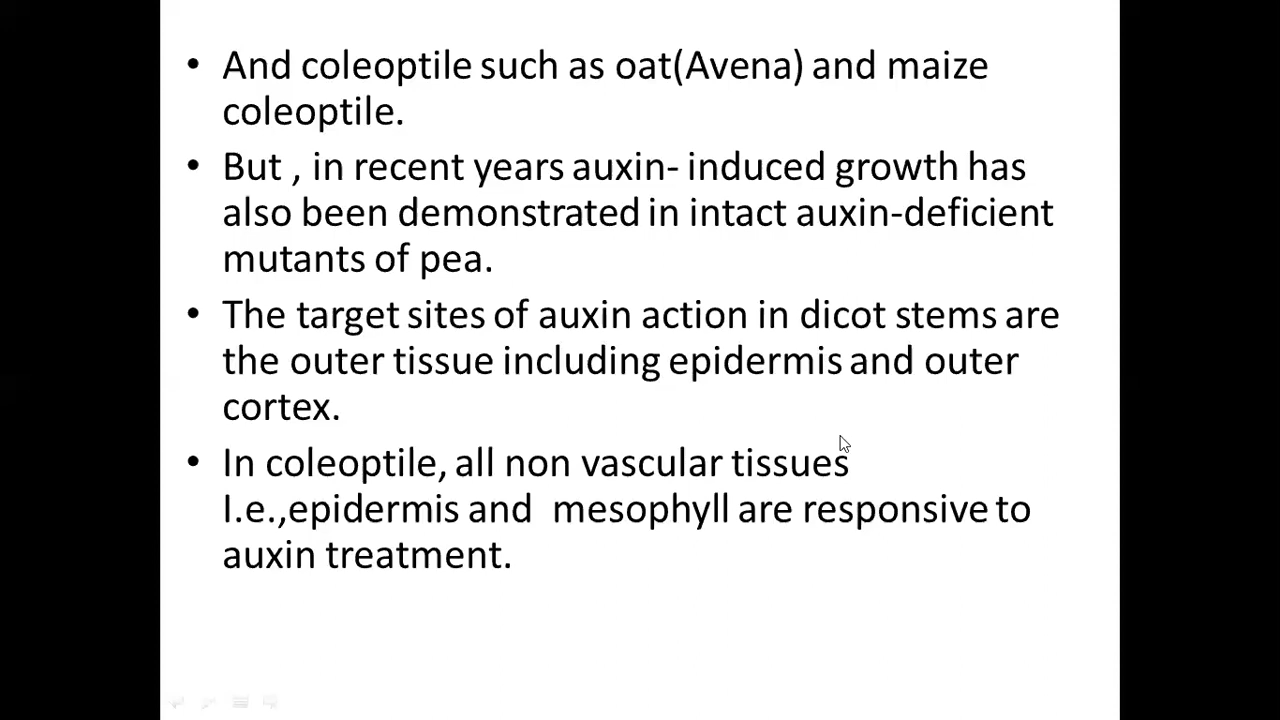 • And coleoptile such as oat(Avena) and maize
coleoptile.
• But , in recent years auxin- induced growth has
also been demonstrated in intact auxin-deficient
mutants of pea.
• The target sites of auxin action in dicot stems are
the outer tissue including epidermis and outer
cortex.
• In coleoptile, all non vascular tissues
I.e.,epidermis and mesophyll are responsive to
auxin treatment.